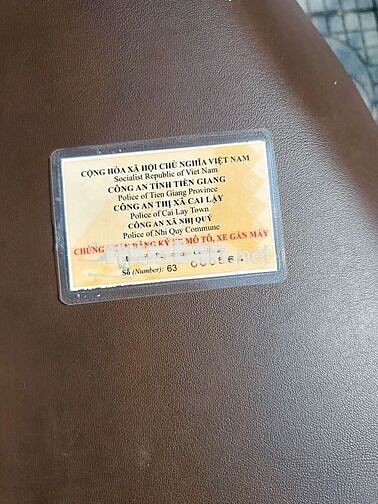 CỘNG HÒA XÃ HỘI CHỦ NGHĨA VIỆT NAM
Socialist Republic of Viet Nam
CÔNG AN TỈNH TIỀN GIANG
Police of Tien Giang Province
CÔNG AN THỊ XÃ CAI LẬY
Police of Cai Lay Town
CÔNG AN XÃ NHỊ QUÝ
Police of Nhi Quy Commune
CHỨNG ĐĂNG KÝ MÔ TÔ, XE GẮN MÁY
Số (Number): 63